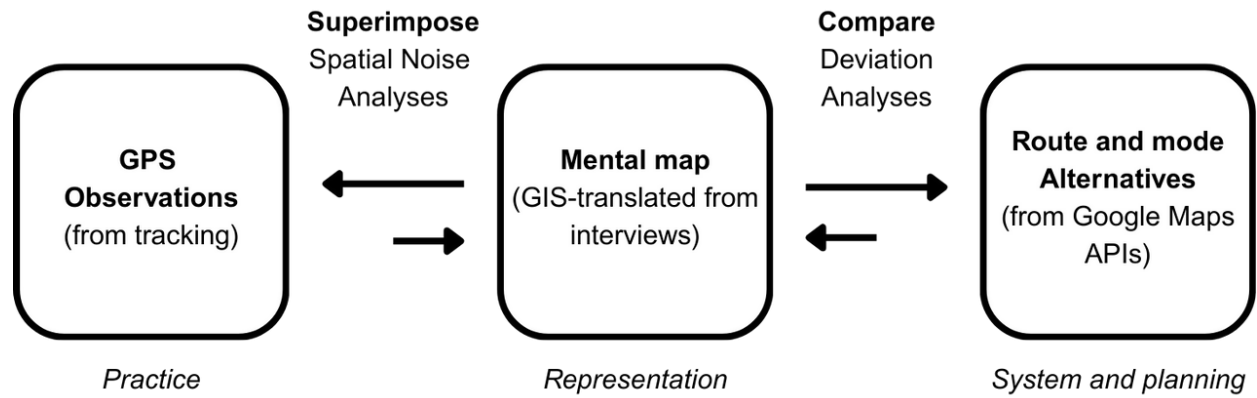 Superimpose
Spatial Noise
Analyses
Compare
Deviation
Analyses
GPS
Observations
(from tracking)
Mental map
(GIS-translated from
interviews)
Route and mode
Alternatives
(from Google Maps
APIs)
Practice
Representation
System and planning